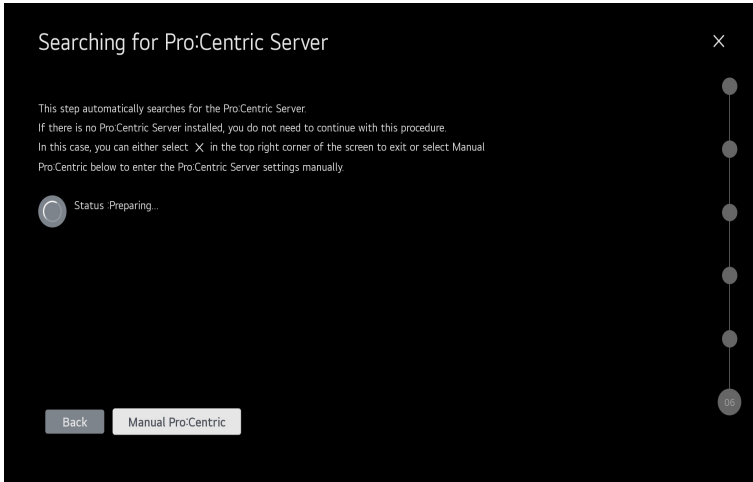 Searching for Pro:Centric Server
X
This step automatically searches for the Pro:Centric Server.
If there is no Pro:Centric Server installed, you do not need to continue with this procedure.
In this case, you can either select X in the top right corner of the screen to exit or select Manual
Pro:Centric below to enter the Pro:Centric Server settings manually.
Status :Preparing...
06
Back
Manual Pro:Centric